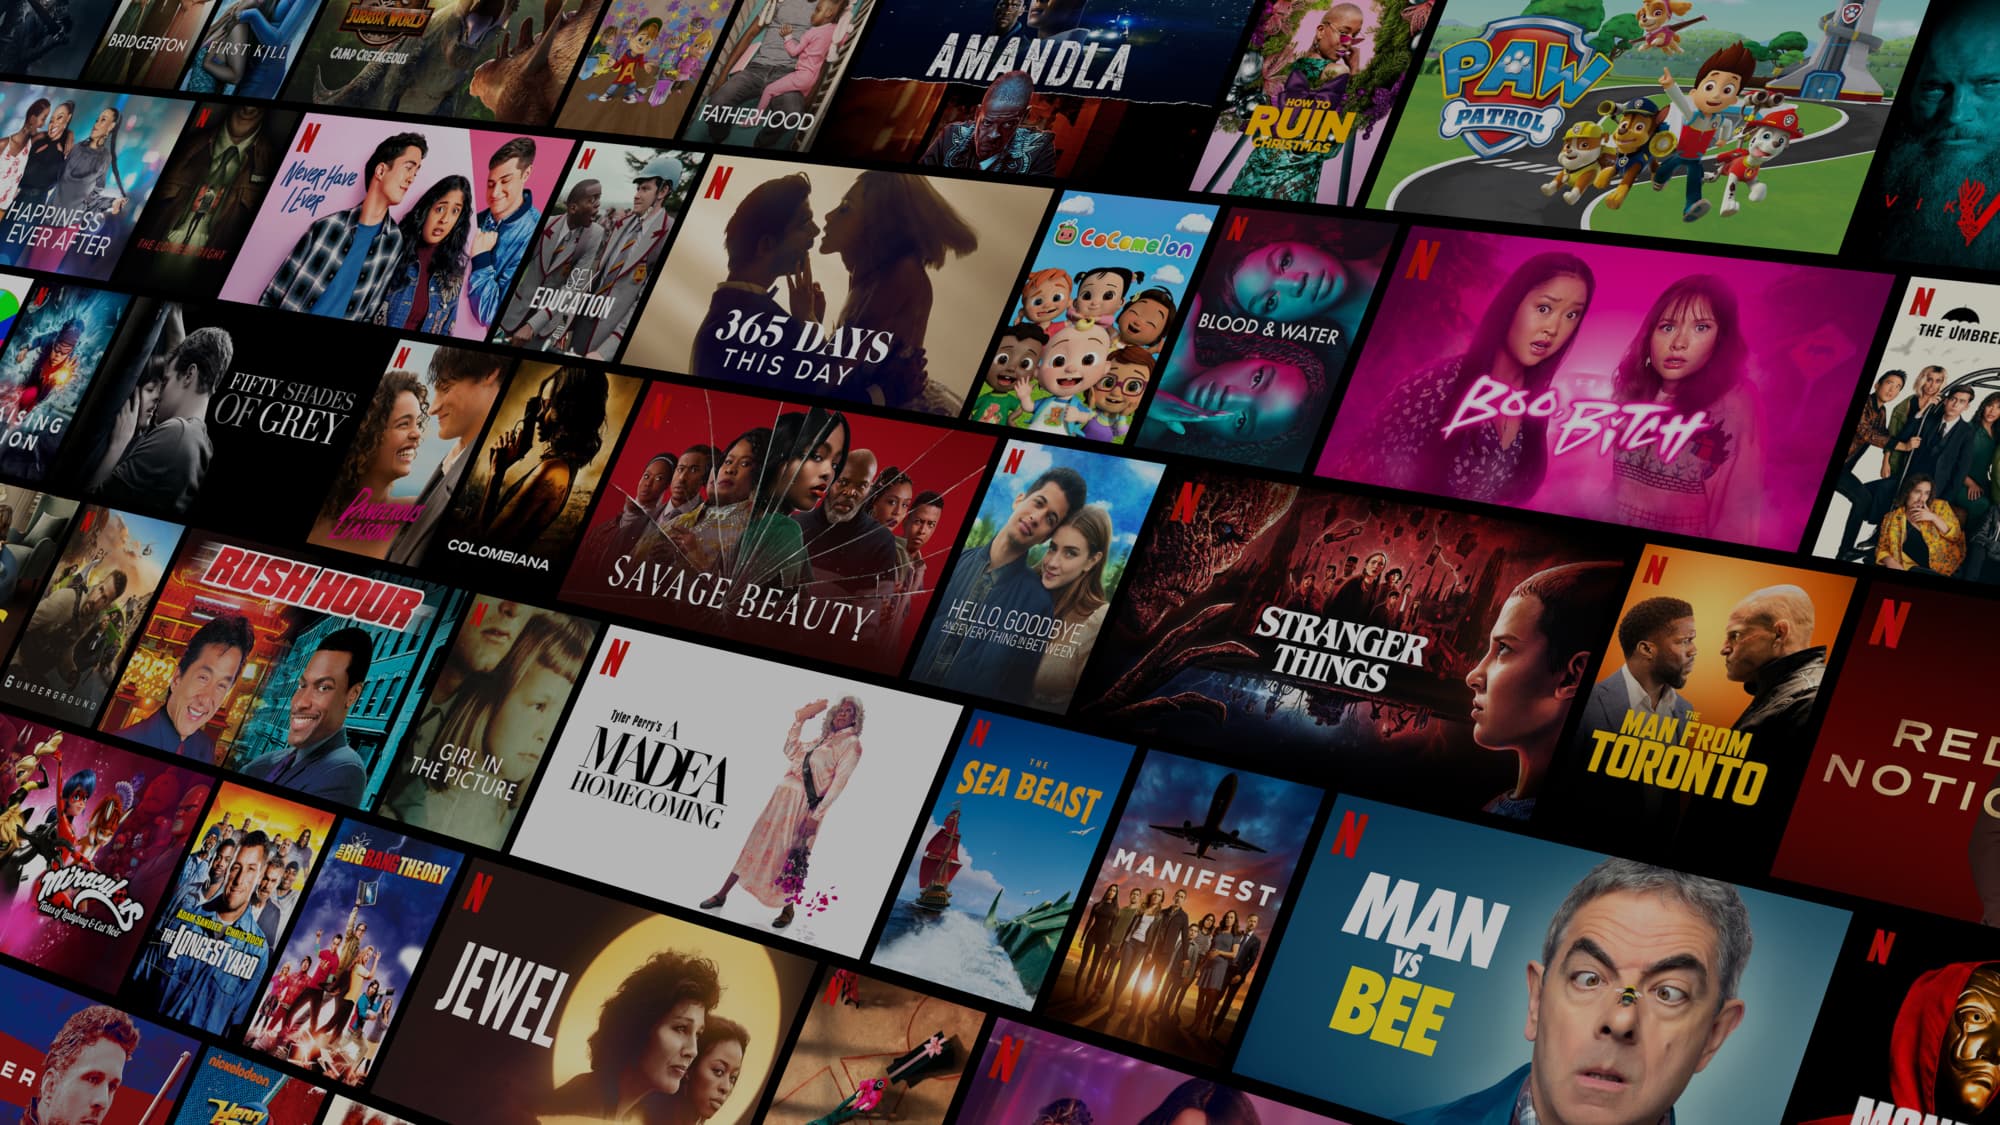 BRIDGERTON
FIRST KILL
JURASSIC WORLD
CAMP CRETACEOUS
A
FATHERHOOD
AMANDLA
HOW TO
RUIN
CHRISTMAS
PAW
PATROL
VIK
HAPPINESS
EVER AFTER
N
N
Never Have
I Ever
N
SEX
EDUCATION
N
365 DAYS
THIS DAY
CoComelon
N
BLOOD & WATER
N
BOO, BITCH
N
THE UMBRE
N
AISING
ION
FIFTY SHADES
OF GREY
N
DANGEROUS
LIAISONS
COLOMBIANA
N
SAVAGE BEAUTY
N
HELLO, GOODBYE
AND EVERYTHING IN BETWEEN
N
STRANGER
THINGS
N
THE
MAN FROM
TORONTO
N
RED
NOTIC
N
6 UNDERGROUND
RUSH HOUR
N
GIRL IN
THE PICTURE
N
Tyler Perry's A
MADEA
HOMECOMING
N
THE
SEA BEAST
MANIFEST
N
MAN
VS
BEE
N
MON
Miraculous
Tales of Ladybug & Cat Noir
ADAM SANDLER CHRIS ROCK
THE LONGEST YARD
THE BIG BANG THEORY
N
JEWEL
N
N
ER
nickelodeon
Henry